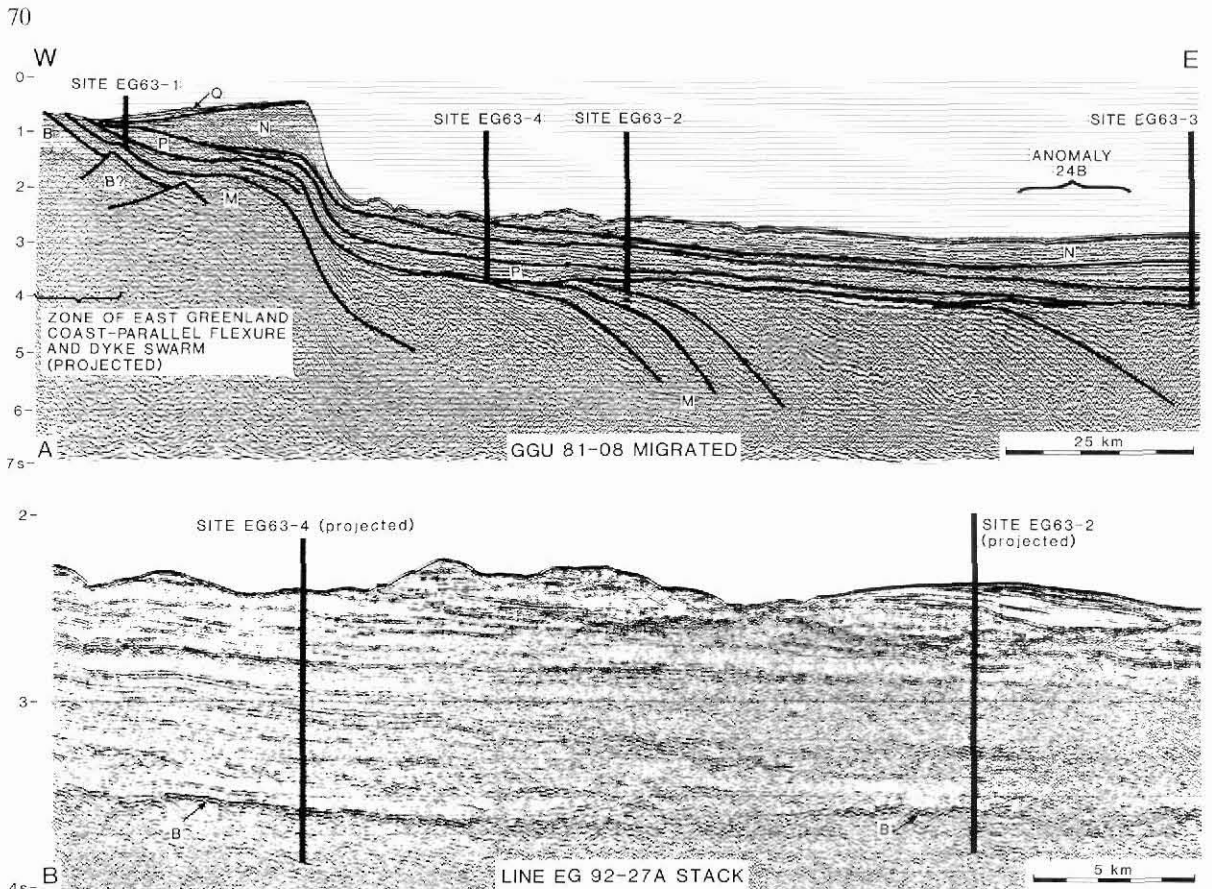 70
W
E
0-
SITE EG63-1
Q
SITE EG63-4
SITE EG63-2
SITE EG63-3
1-
B
P
N
ANOMALY
24B
2-
B?
M
3-
P
N
4-
ZONE OF EAST GREENLAND
COAST-PARALLEL FLEXURE
AND DYKE SWARM
(PROJECTED)
5-
M
6-
A
GGU 81-08 MIGRATED
25 km
7s-
2-
SITE EG63-4 (projected)
SITE EG63-2
(projected)
3-
B
B
4s-
B
LINE EG 92-27A STACK
5 km